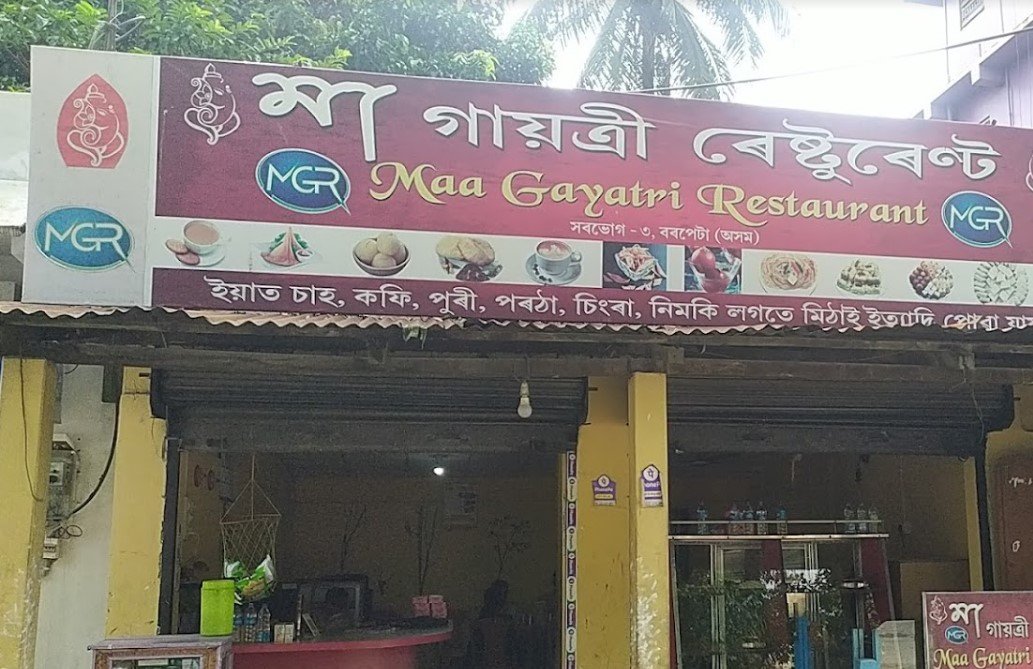 মা গায়ত্ৰী ৰেষ্টুৰেণ্ট
MGR Maa Gayatri Restaurant MGR
MGR
সৰভোগ - ৩, বৰপেটা (অসম)
ইয়াত চাহ, কফি, পুৰী, পৰঠা, চিংৰা, নিমকি লগতে মিঠাই ইত্যাদি পোৱা
PhonePe
মা গায়ত্ৰী
MGR
Maa Gayatri